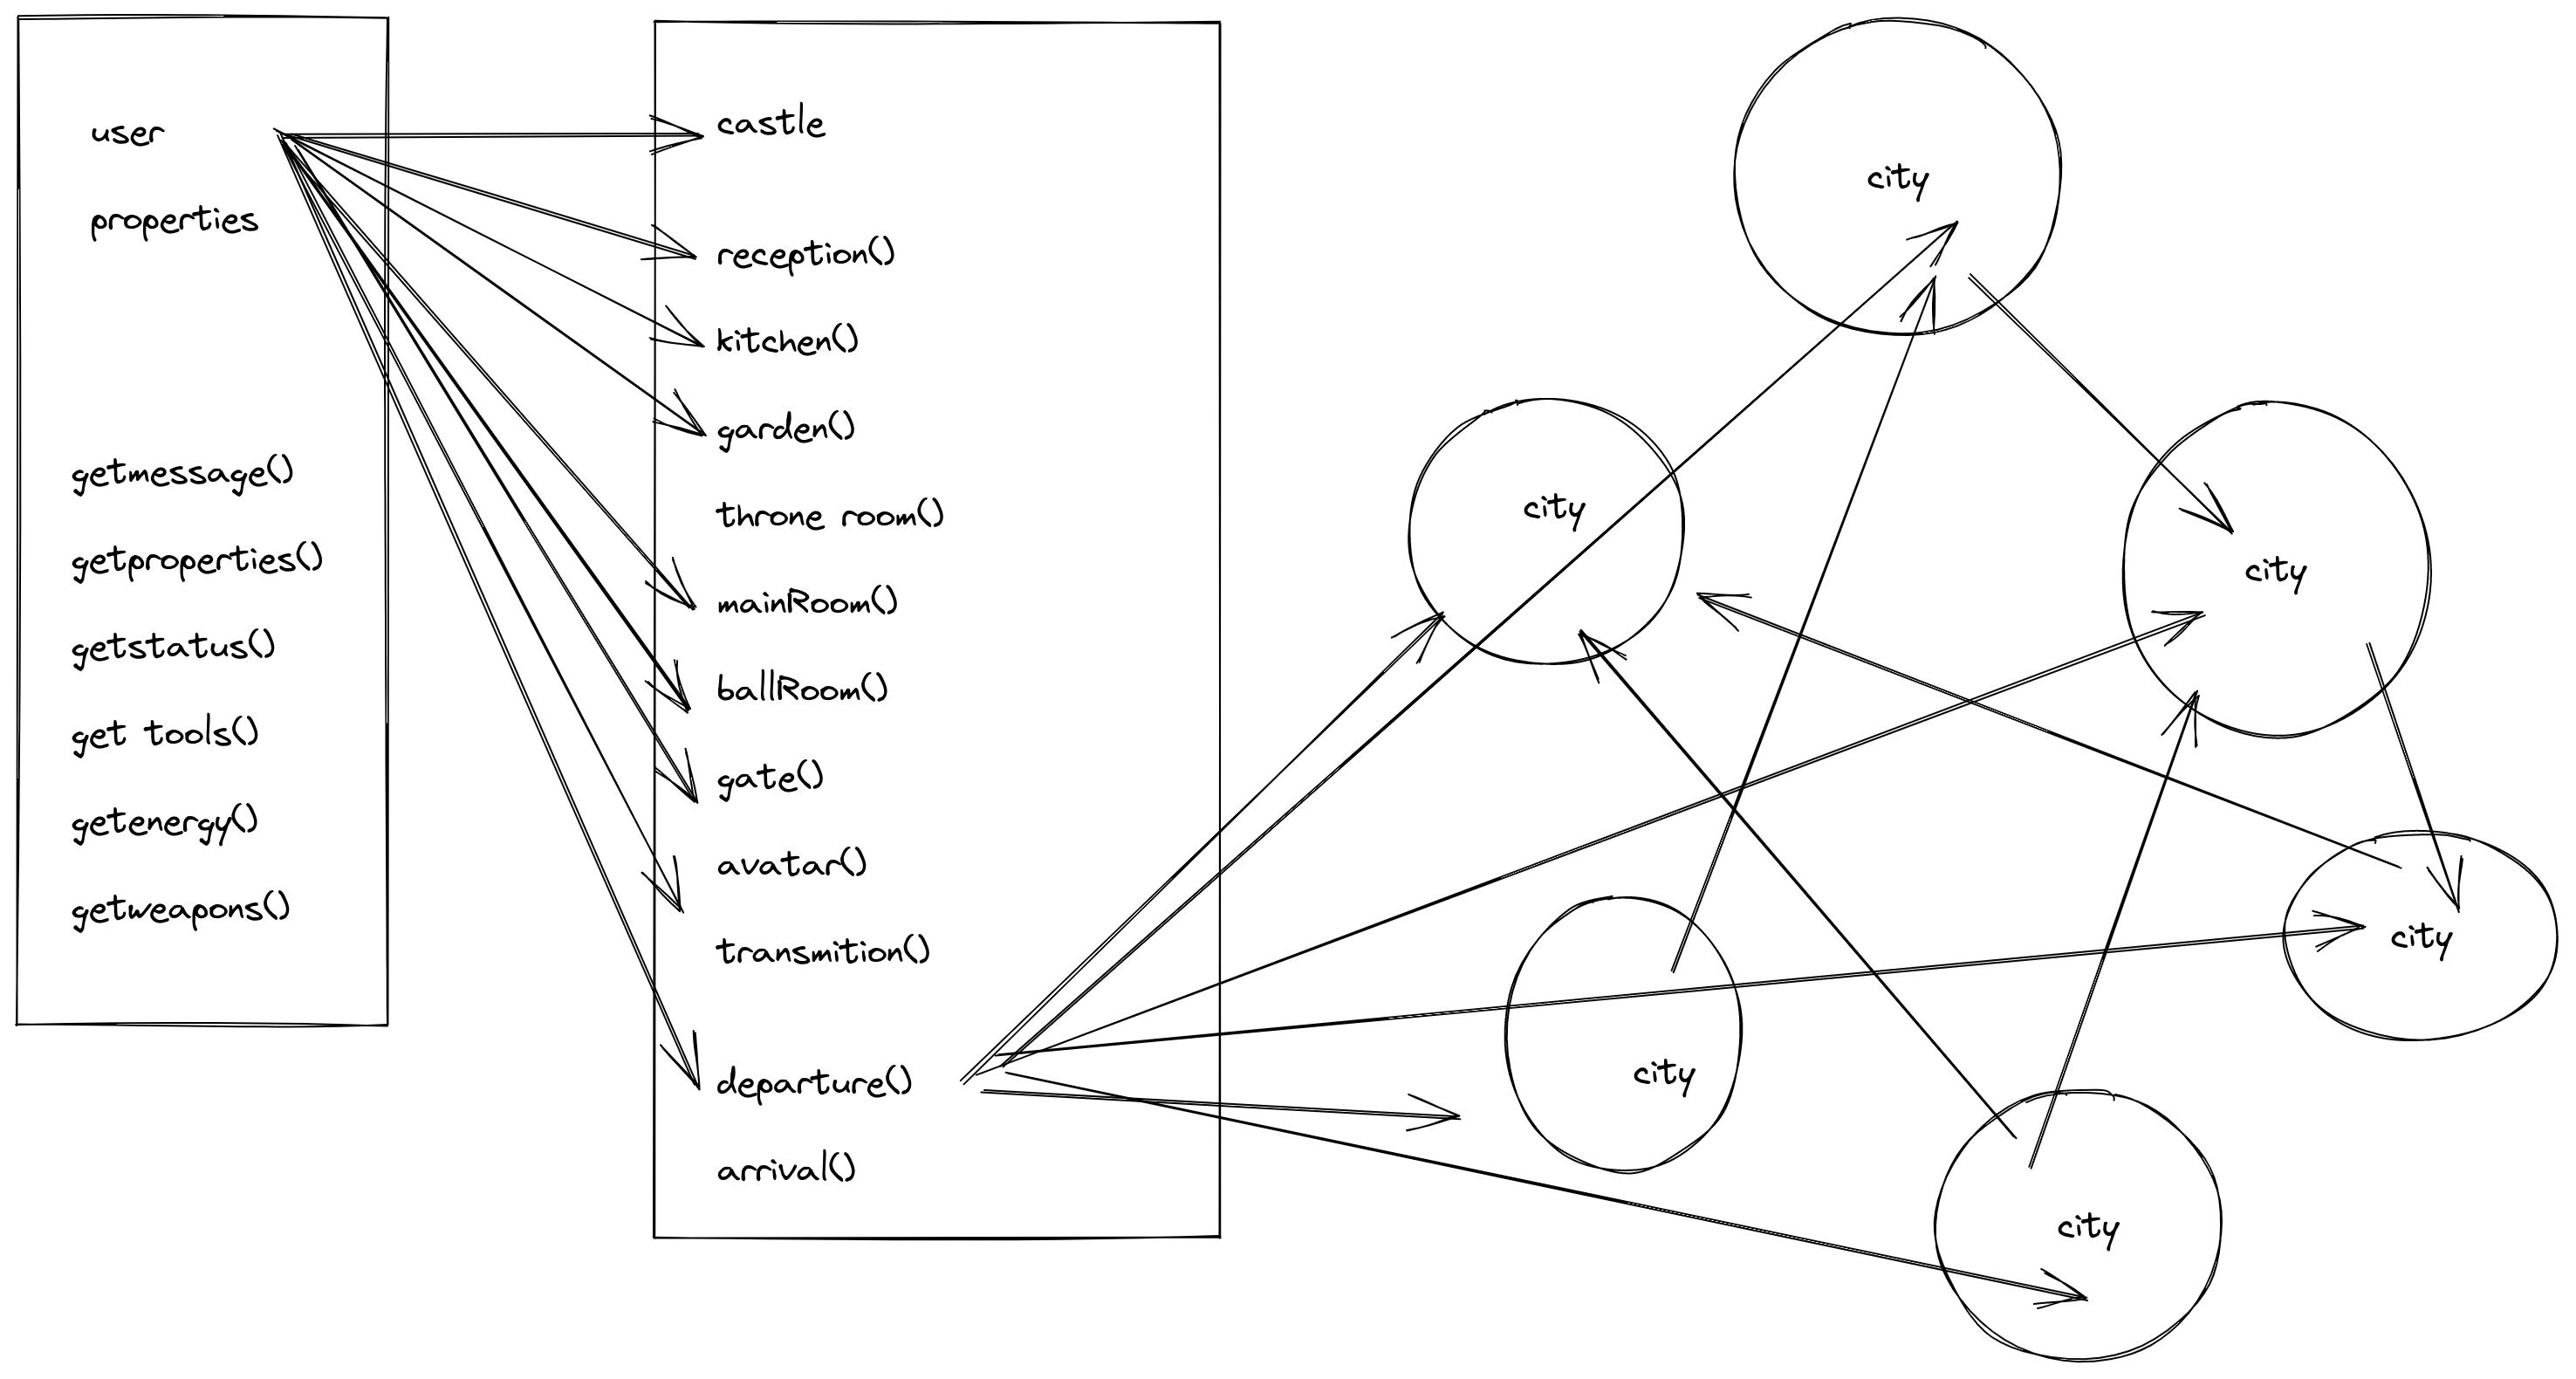 user
properties
getmessage()
getproperties()
getstatus()
get tools()
getenergy()
getweapons()
castle
reception()
kitchen()
garden()
throne room()
mainRoom()
ballRoom()
gate()
avatar()
transmition()
departure()
arrival()
city
city
city
city
city
city